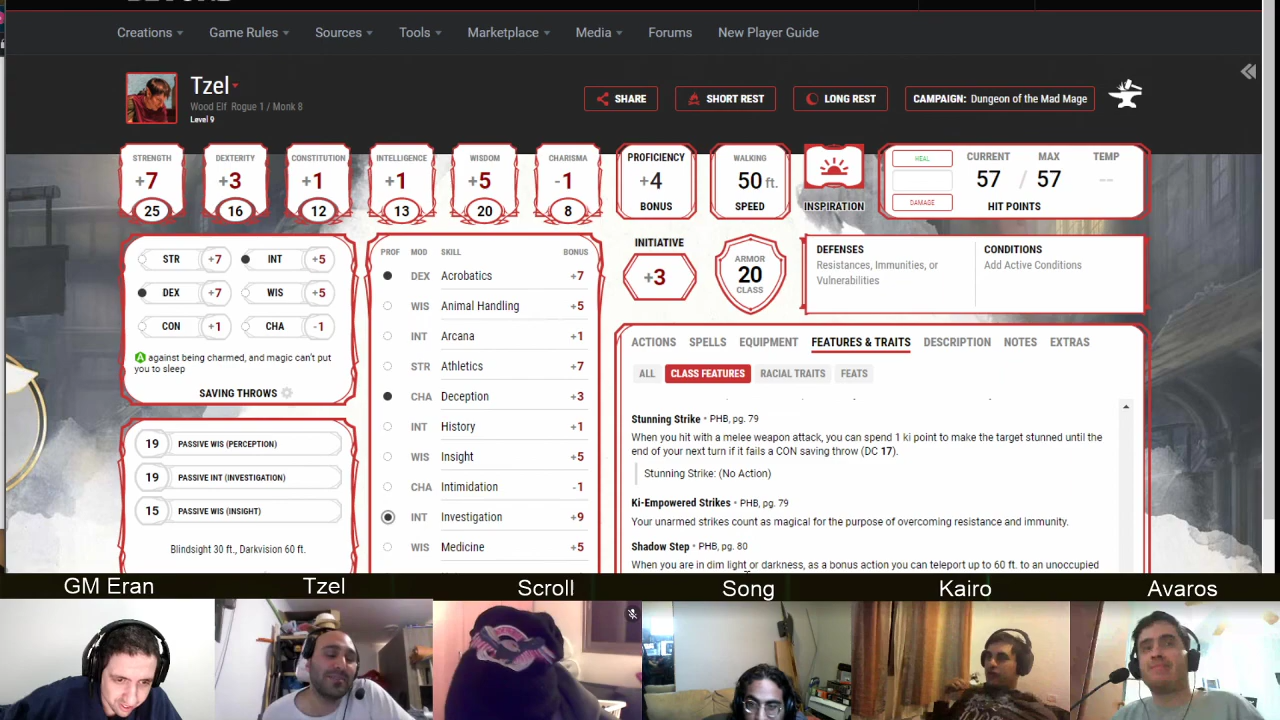 Creations Game Rules Sources Tools Marketplace Media Forums New Player Guide
Tzel
Wood Elf Rogue 1 / Monk 8
Level 9
SHARE SHORT REST LONG REST CAMPAIGN: Dungeon of the Mad Mage
STRENGTH DEXTERITY CONSTITUTION INTELLIGENCE WISDOM CHARISMA
+7 +3 +1 +1 +5 -1
25 16 12 13 20 8
PROFICIENCY
+4
BONUS
WALKING
50 ft.
SPEED
INSPIRATION
HEAL
DAMAGE
CURRENT MAX TEMP
57 / 57 --
HIT POINTS
STR +7 INT +5
DEX +7 WIS +5
CON +1 CHA -1
A against being charmed, and magic can't put
you to sleep
SAVING THROWS
19 PASSIVE WIS (PERCEPTION)
19 PASSIVE INT (INVESTIGATION)
15 PASSIVE WIS (INSIGHT)
Blindsight 30 ft., Darkvision 60 ft.
PROF MOD SKILL BONUS
DEX Acrobatics +7
WIS Animal Handling +5
INT Arcana +1
STR Athletics +7
CHA Deception +3
INT History +1
WIS Insight +5
CHA Intimidation -1
INT Investigation +9
WIS Medicine +5
INITIATIVE
+3
ARMOR
20
CLASS
DEFENSES
Resistances, Immunities, or
Vulnerabilities
CONDITIONS
Add Active Conditions
ACTIONS SPELLS EQUIPMENT FEATURES & TRAITS DESCRIPTION NOTES EXTRAS
ALL CLASS FEATURES RACIAL TRAITS FEATS
Stunning Strike • PHB, pg. 79
When you hit with a melee weapon attack, you can spend 1 ki point to make the target stunned until the
end of your next turn if it fails a CON saving throw (DC 17).
Stunning Strike: (No Action)
Ki-Empowered Strikes • PHB, pg. 79
Your unarmed strikes count as magical for the purpose of overcoming resistance and immunity.
Shadow Step • PHB, pg. 80
When you are in dim light or darkness, as a bonus action you can teleport up to 60 ft. to an unoccupied
GM Eran Tzel Scroll Song Kairo Avaros